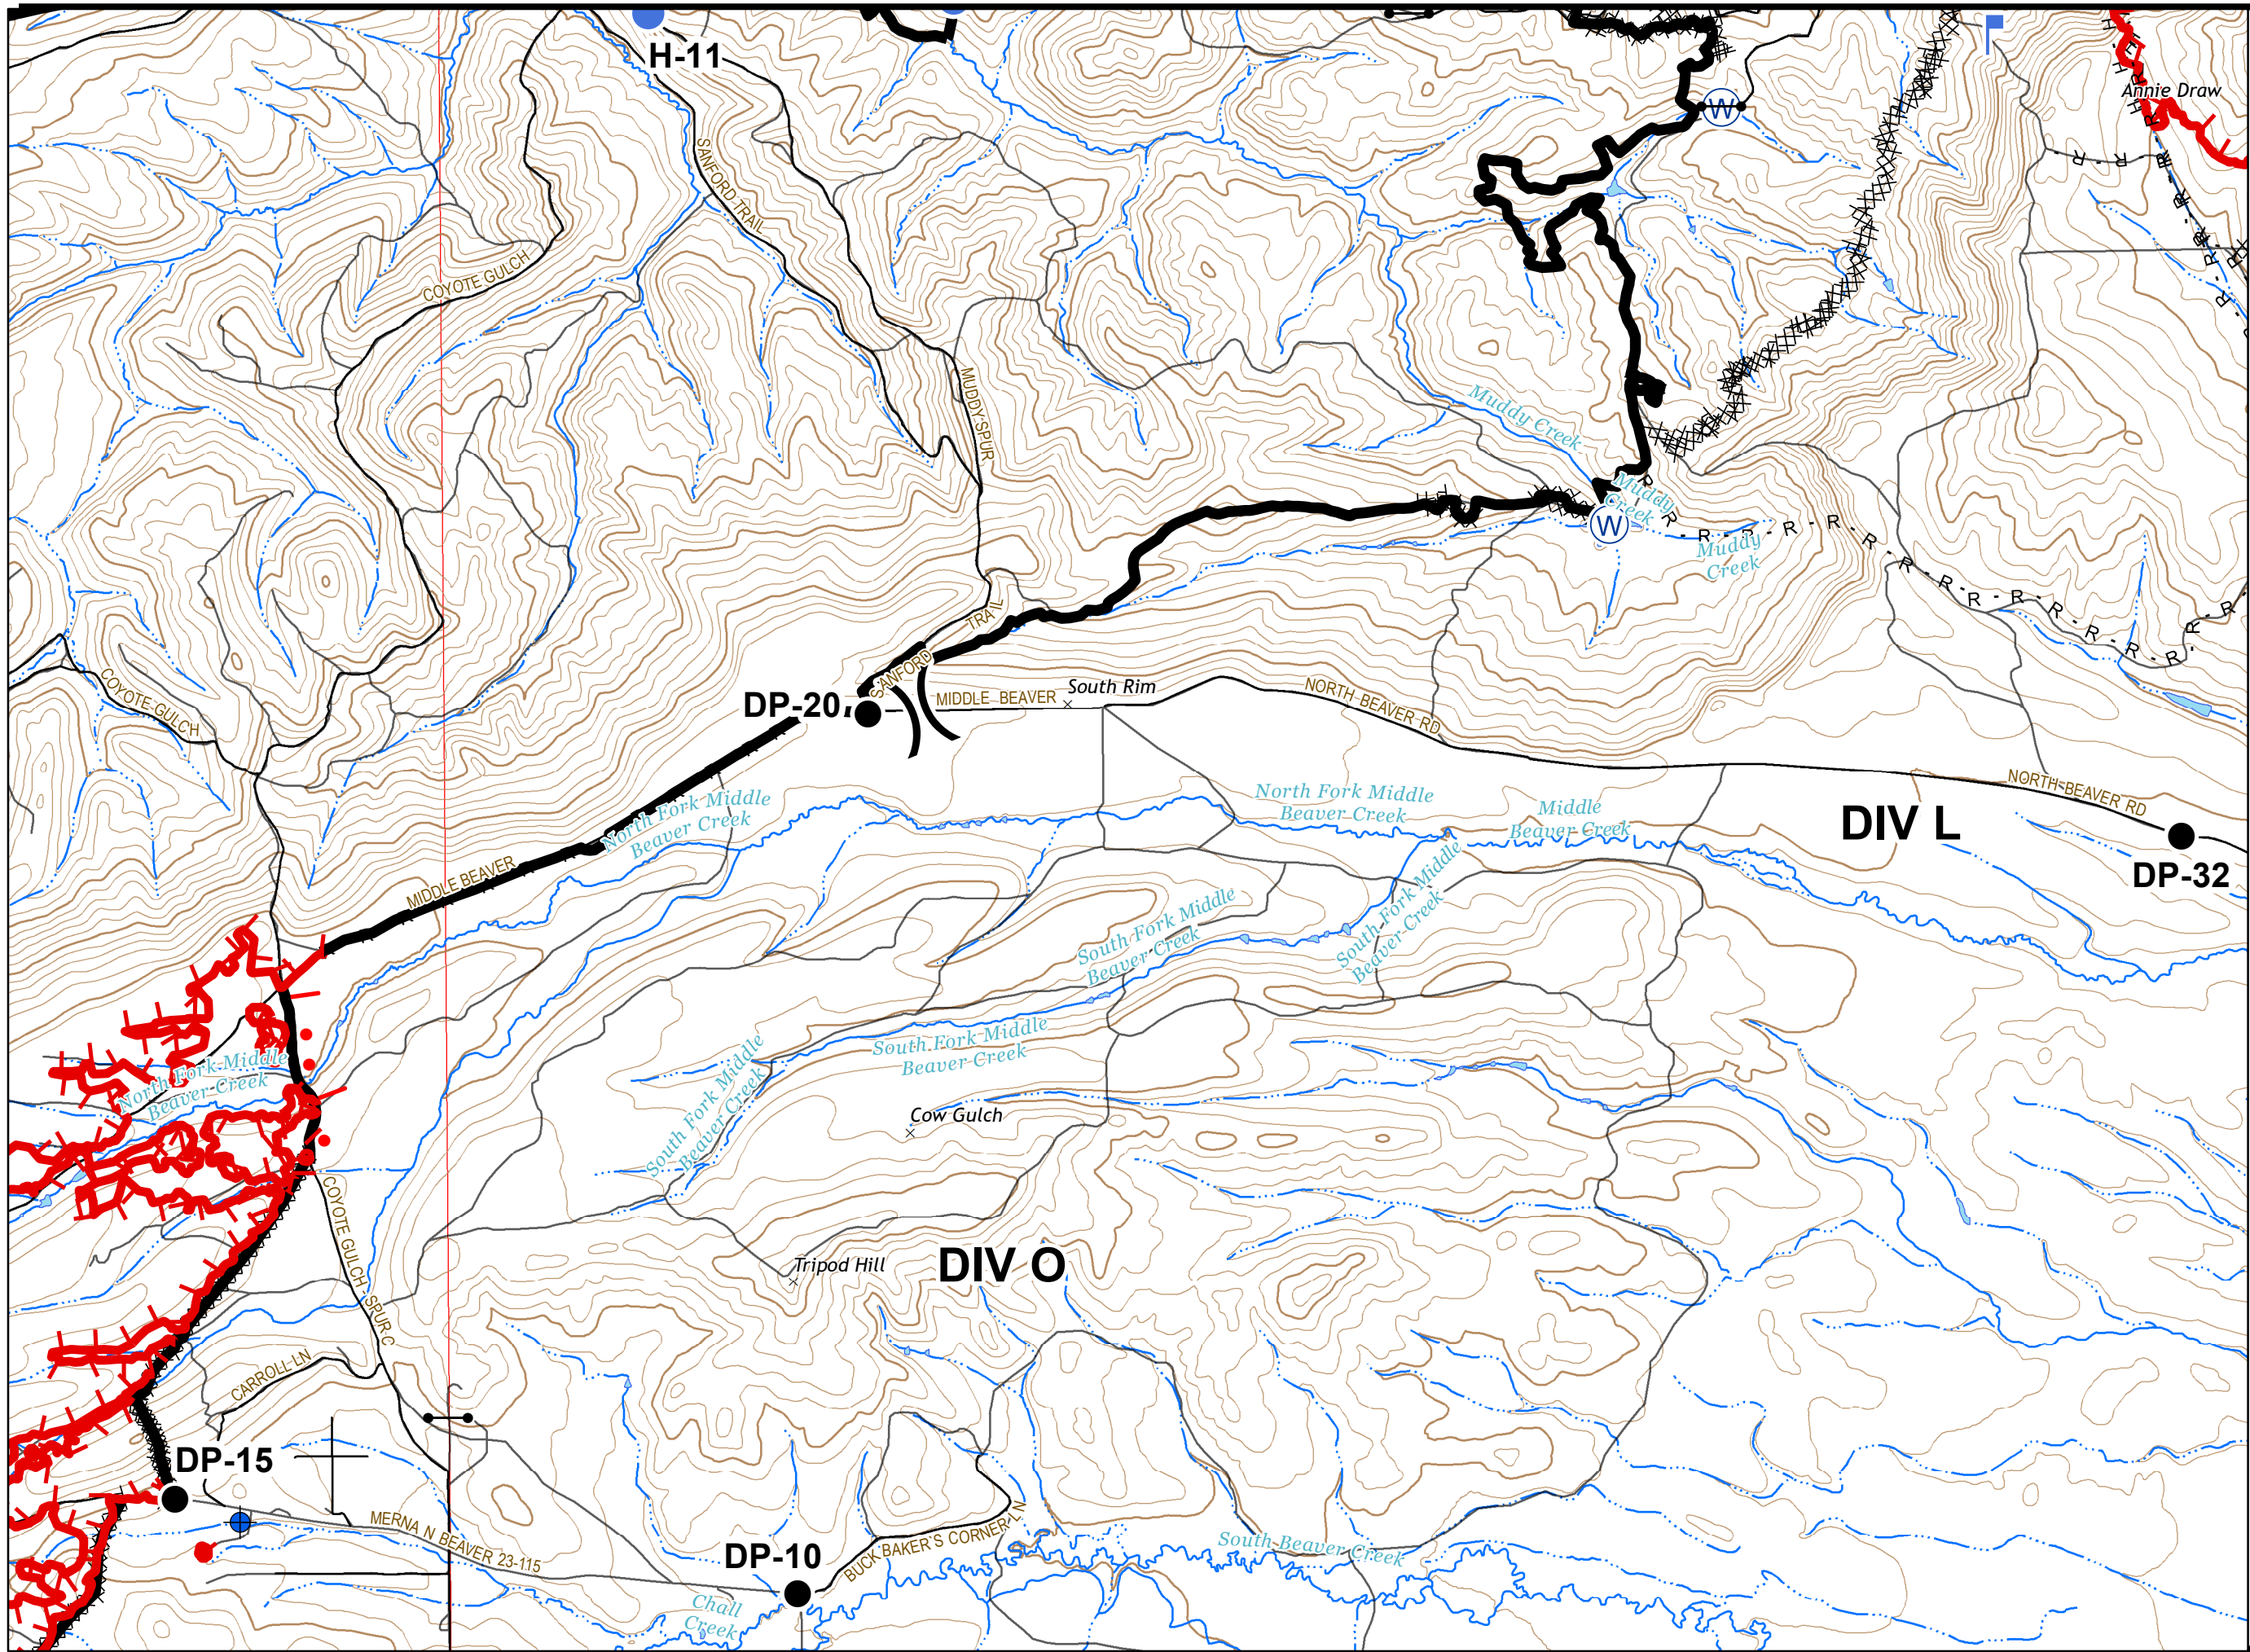 H-11
Annie Draw
W
SANFORD TRAIL
COYOTE GULCH
MUDDY SPUR
Muddy Creek
Muddy
Creek
W
Muddy
Creek
R - R - R - R - R - R - R - R - R - R
TRAIL
SANFORD
COYOTE GULCH
DP-20
MIDDLE BEAVER
South Rim
NORTH BEAVER RD
NORTH BEAVER RD
North Fork Middle
Beaver Creek
North Fork Middle
Beaver Creek
Middle
Beaver Creek
DIV L
DP-32
MIDDLE BEAVER
South Fork Middle
Beaver Creek
South Fork Middle
Beaver Creek
South Fork Middle
Beaver Creek
South Fork Middle
Beaver Creek
North Fork Middle
Beaver Creek
Cow Gulch
COYOTE GULCH - SPUR C
Tripod Hill
DIV O
CARROLL LN
DP-15
MERNA N BEAVER 23-115
DP-10
BUCK BAKER'S CORNER LN
South Beaver Creek
Chall
Creek